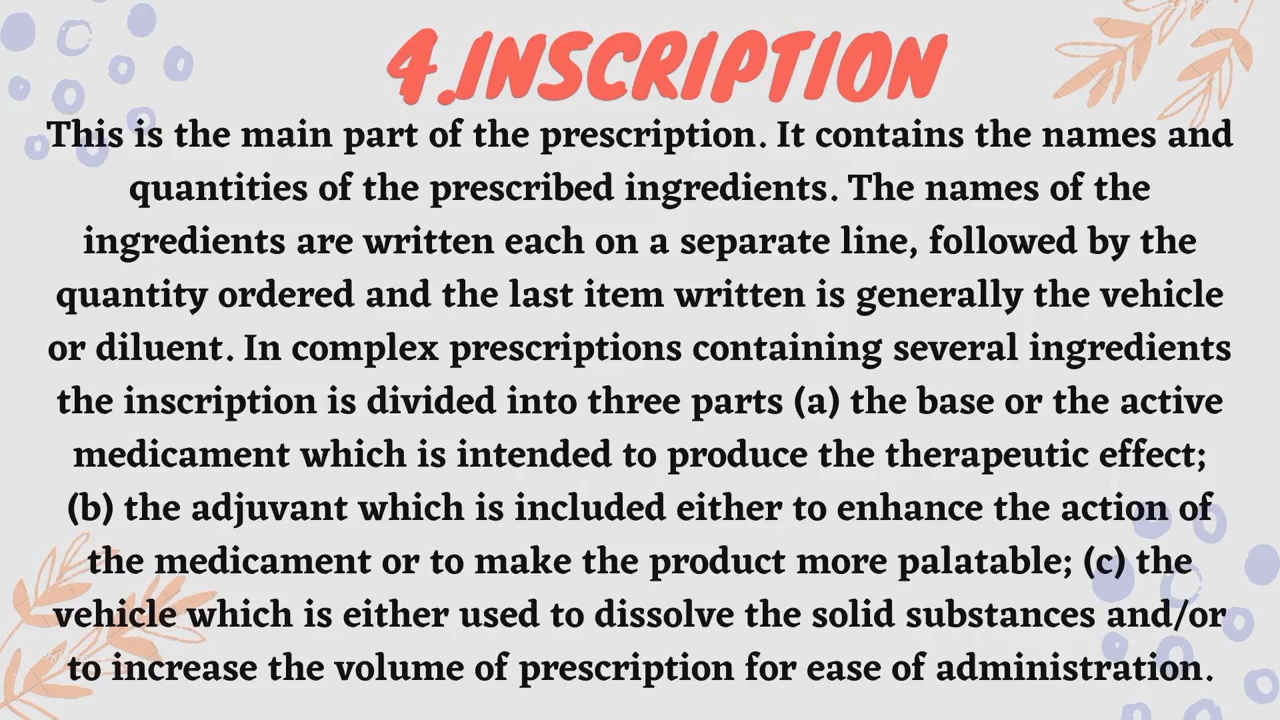 4.INSCRIPTION
This is the main part of the prescription. It contains the names and
quantities of the prescribed ingredients. The names of the
ingredients are written each on a separate line, followed by the
quantity ordered and the last item written is generally the vehicle
or diluent. In complex prescriptions containing several ingredients
the inscription is divided into three parts (a) the base or the active
medicament which is intended to produce the therapeutic effect;
(b) the adjuvant which is included either to enhance the action of
the medicament or to make the product more palatable; (c) the
vehicle which is either used to dissolve the solid substances and/or
to increase the volume of prescription for ease of administration.